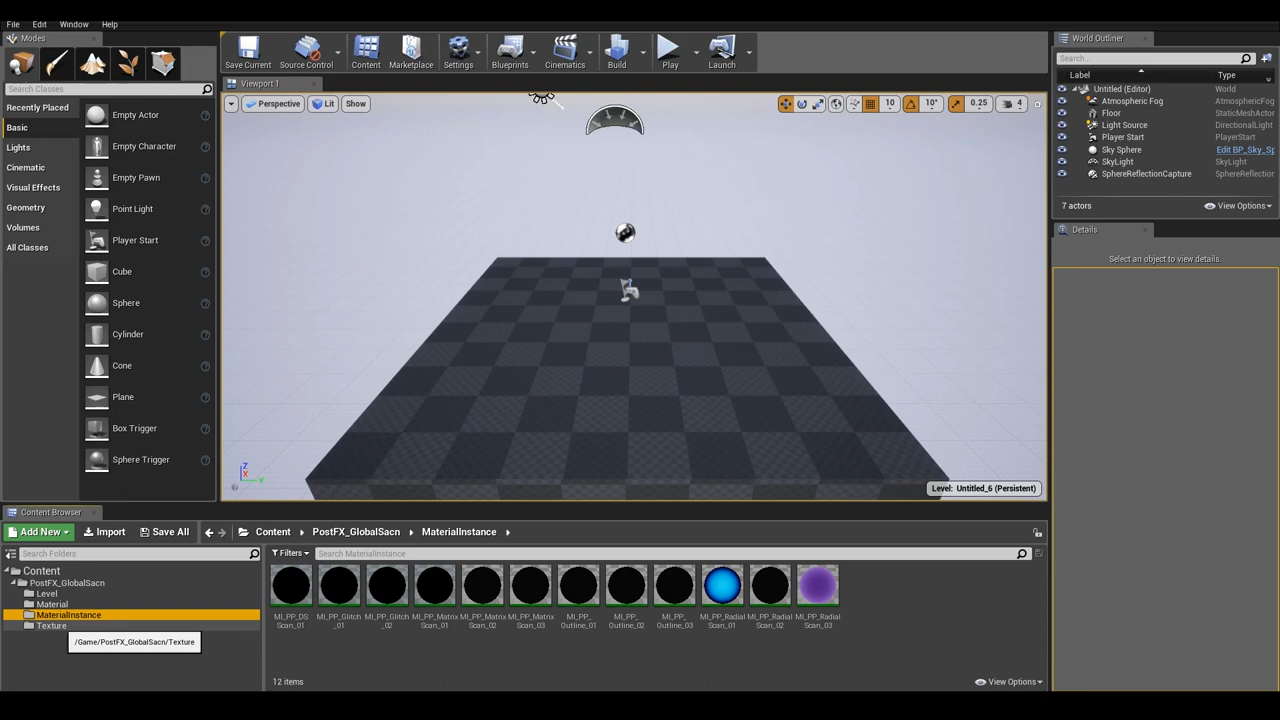 File Edit Window Help
Modes
Search Classes
Recently Placed
Basic
Lights
Cinematic
Visual Effects
Geometry
Volumes
All Classes
Empty Actor
Empty Character
Empty Pawn
Point Light
Player Start
Cube
Sphere
Cylinder
Cone
Plane
Box Trigger
Sphere Trigger
Save Current Source Control Content Marketplace Settings Blueprints Cinematics Build Play Launch
Viewport 1
Perspective Lit Show
10 10° 0.25 4
Z
X
Y
Level: Untitled_6 (Persistent)
World Outliner
Search...
Label Type
Untitled (Editor) World
Atmospheric Fog AtmosphericFog
Floor StaticMeshActor
Light Source DirectionalLight
Player Start PlayerStart
Sky Sphere Edit BP_Sky_Sp
SkyLight SkyLight
SphereReflectionCapture SphereReflection
7 actors View Options
Details
Select an object to view details.
Content Browser
Add New Import Save All Content PostFX_GlobalSacn MaterialInstance
Search Folders
Content
PostFX_GlobalSacn
Level
Material
MaterialInstance
Texture
/Game/PostFX_GlobalSacn/Texture
Filters Search MaterialInstance
MI_PP_DS MI_PP_Glitch MI_PP_Glitch MI_PP_Matrix MI_PP_Matrix MI_PP_Matrix MI_PP_ MI_PP_ MI_PP_ MI_PP_Radial MI_PP_Radial MI_PP_Radial
Scan_01 _01 _02 Scan_01 Scan_02 Scan_03 Outline_01 Outline_02 Outline_03 Scan_01 Scan_02 Scan_03
12 items View Options